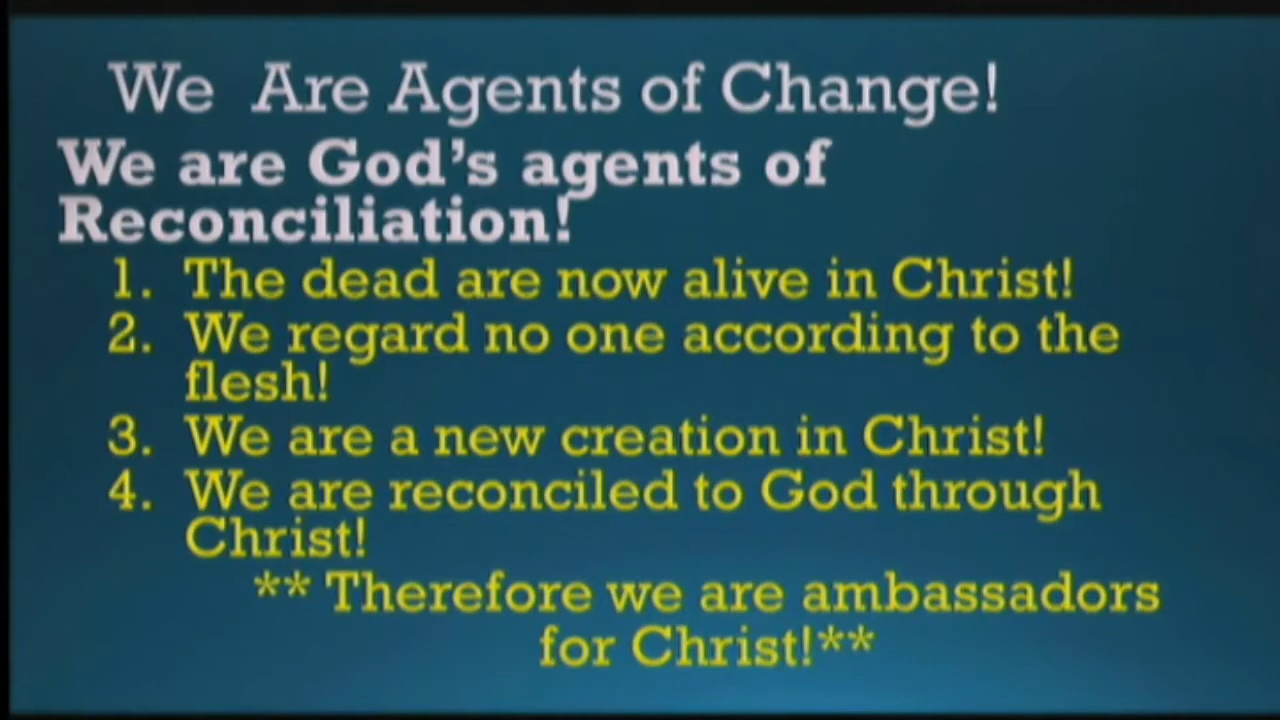 We Are Agents of Change!
We are God's agents of
Reconciliation!
1. The dead are now alive in Christ!
2. We regard no one according to the
flesh!
3. We are a new creation in Christ!
4. We are reconciled to God through
Christ!
** Therefore we are ambassadors
for Christ!**